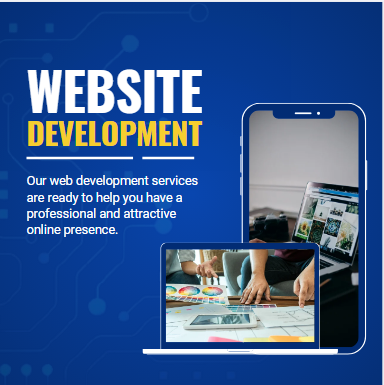 WEBSITE
DEVELOPMENT
Our web development services
are ready to help you have a
professional and attractive
online presence.